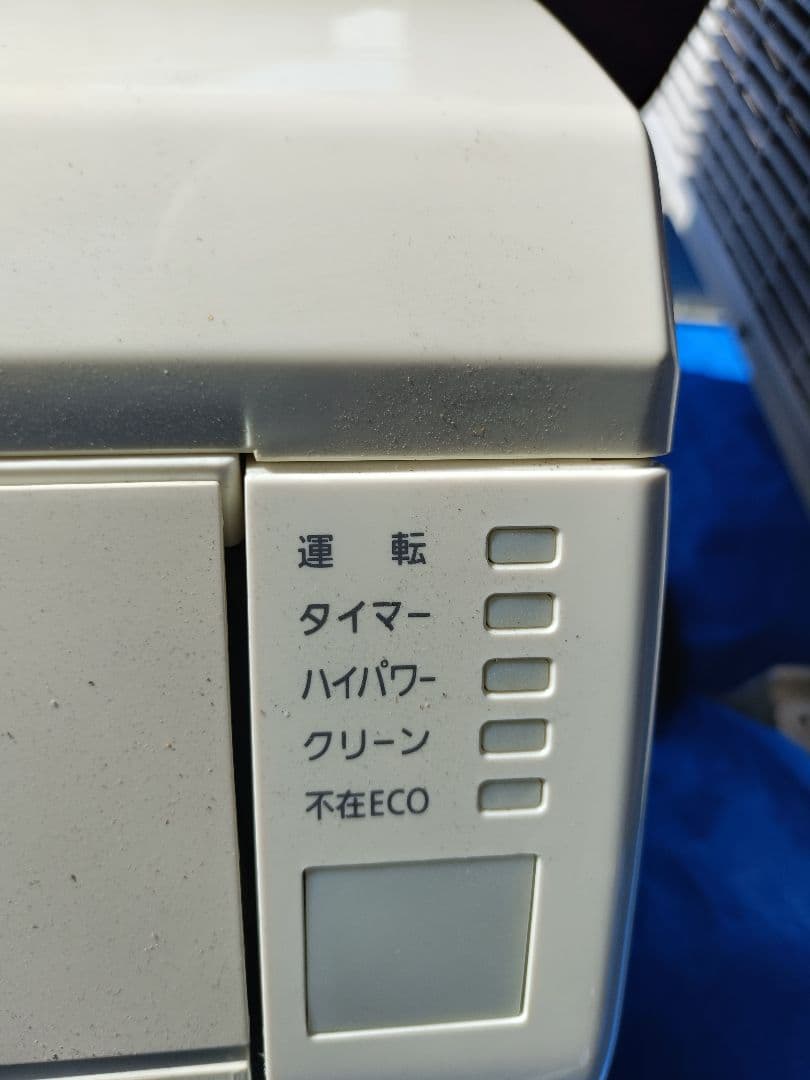 運 転
タイマー
ハイパワー
クリーン
不在ECO